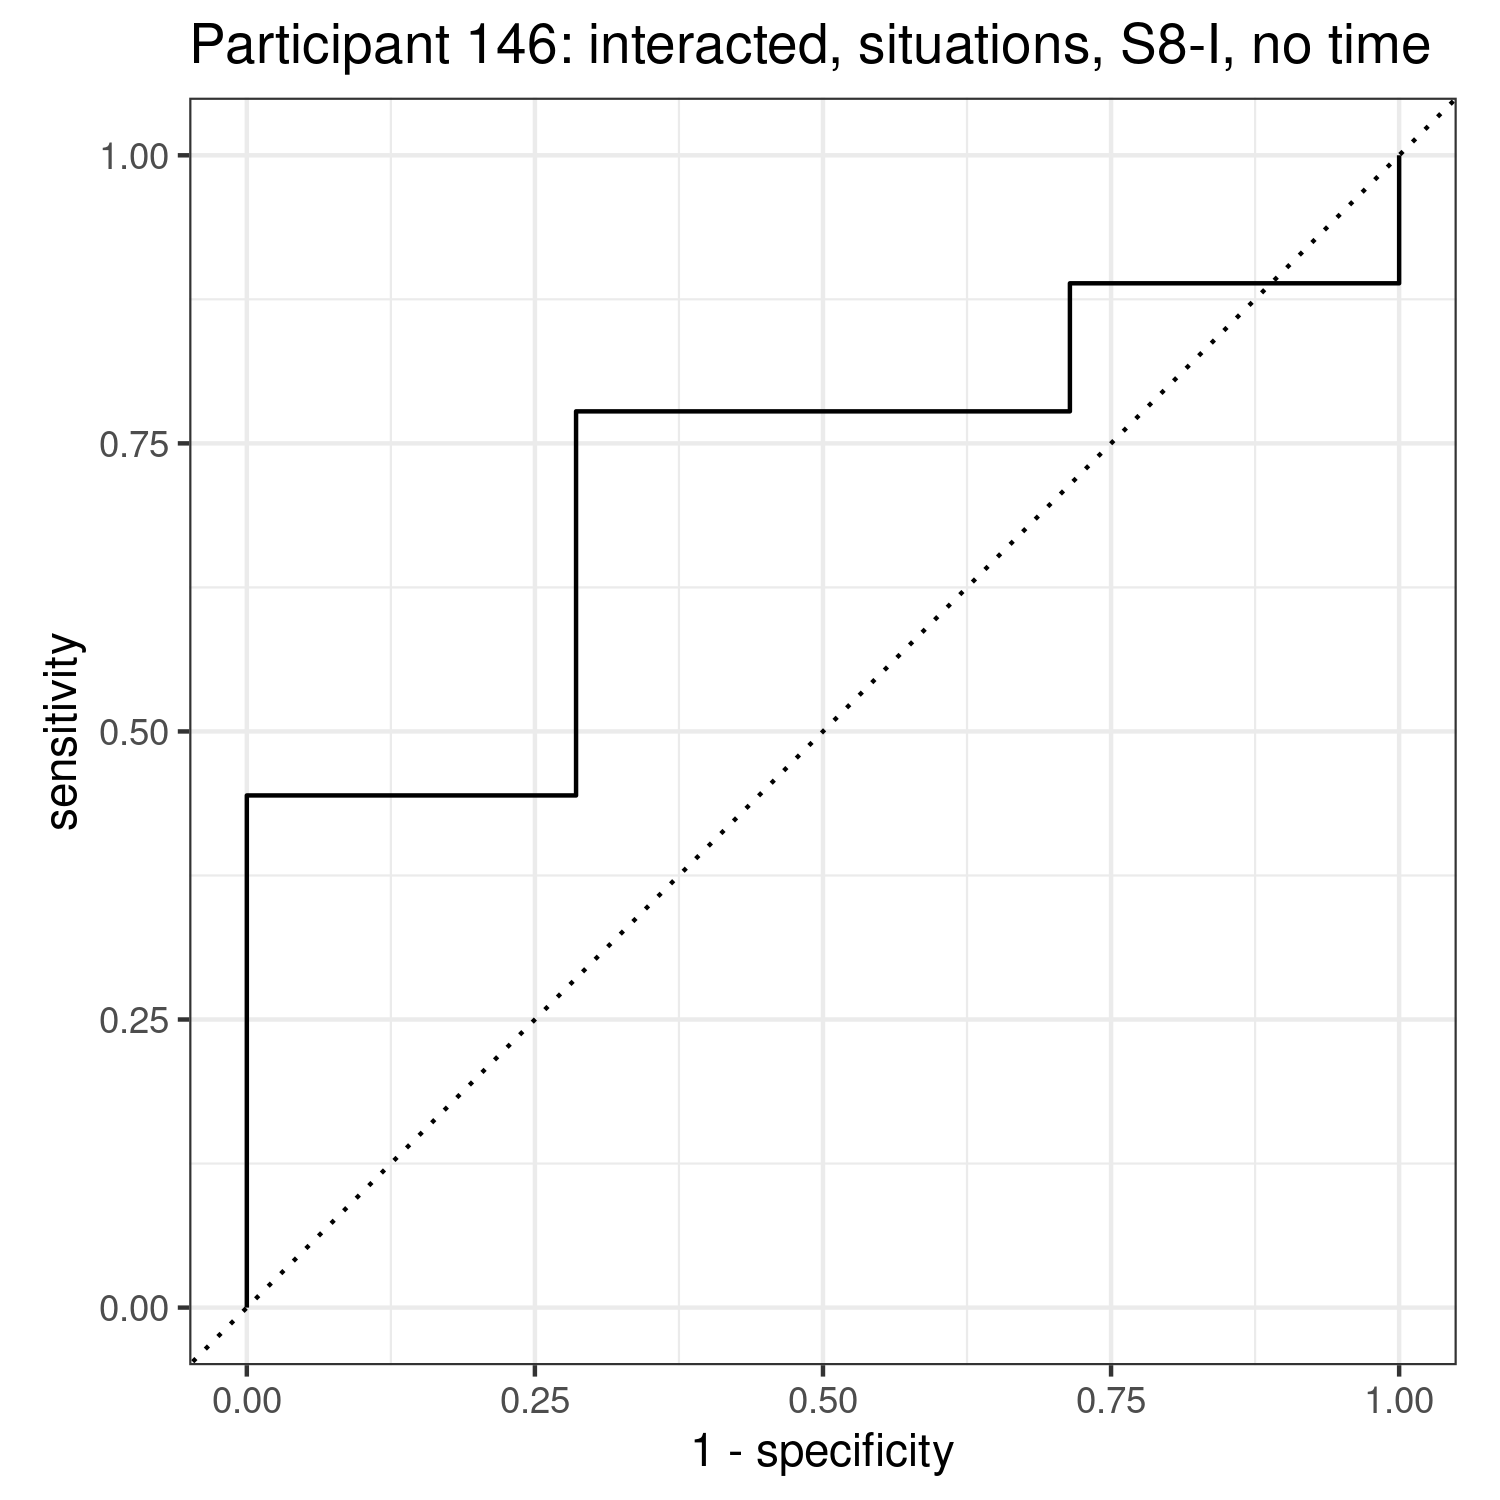 Participant 146: interacted, situations, S8-I, no time
1.00
0.75
0.50
0.25
0.00
sensitivity
0.00 0.25 0.50 0.75 1.00
1 - specificity